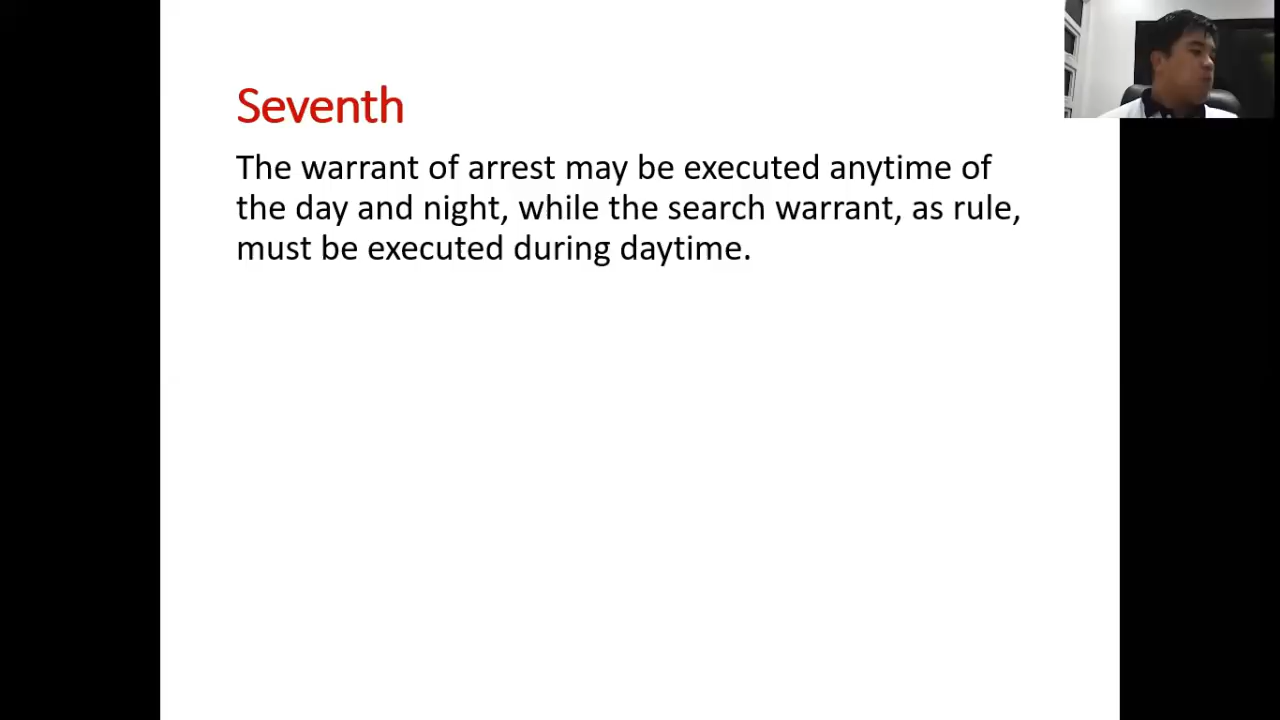 Seventh
The warrant of arrest may be executed anytime of
the day and night, while the search warrant, as rule,
must be executed during daytime.